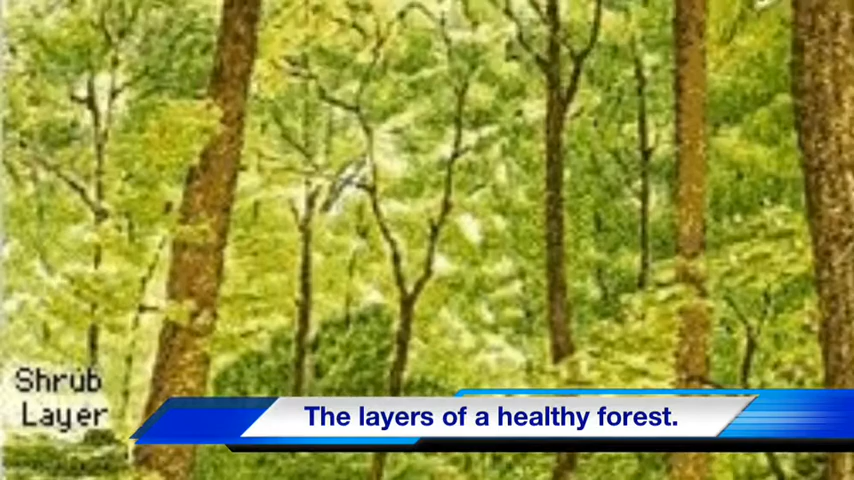 Shrub
Layer
The layers of a healthy forest.